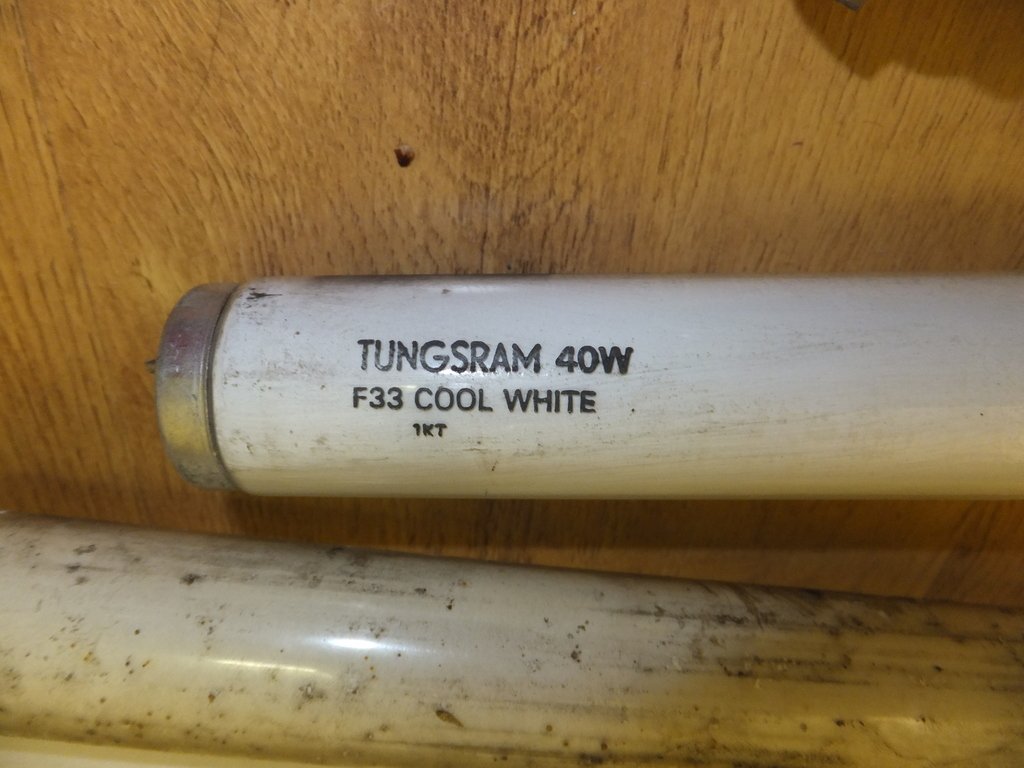 TUNGSRAM 40W
F33 COOL WHITE
1KT